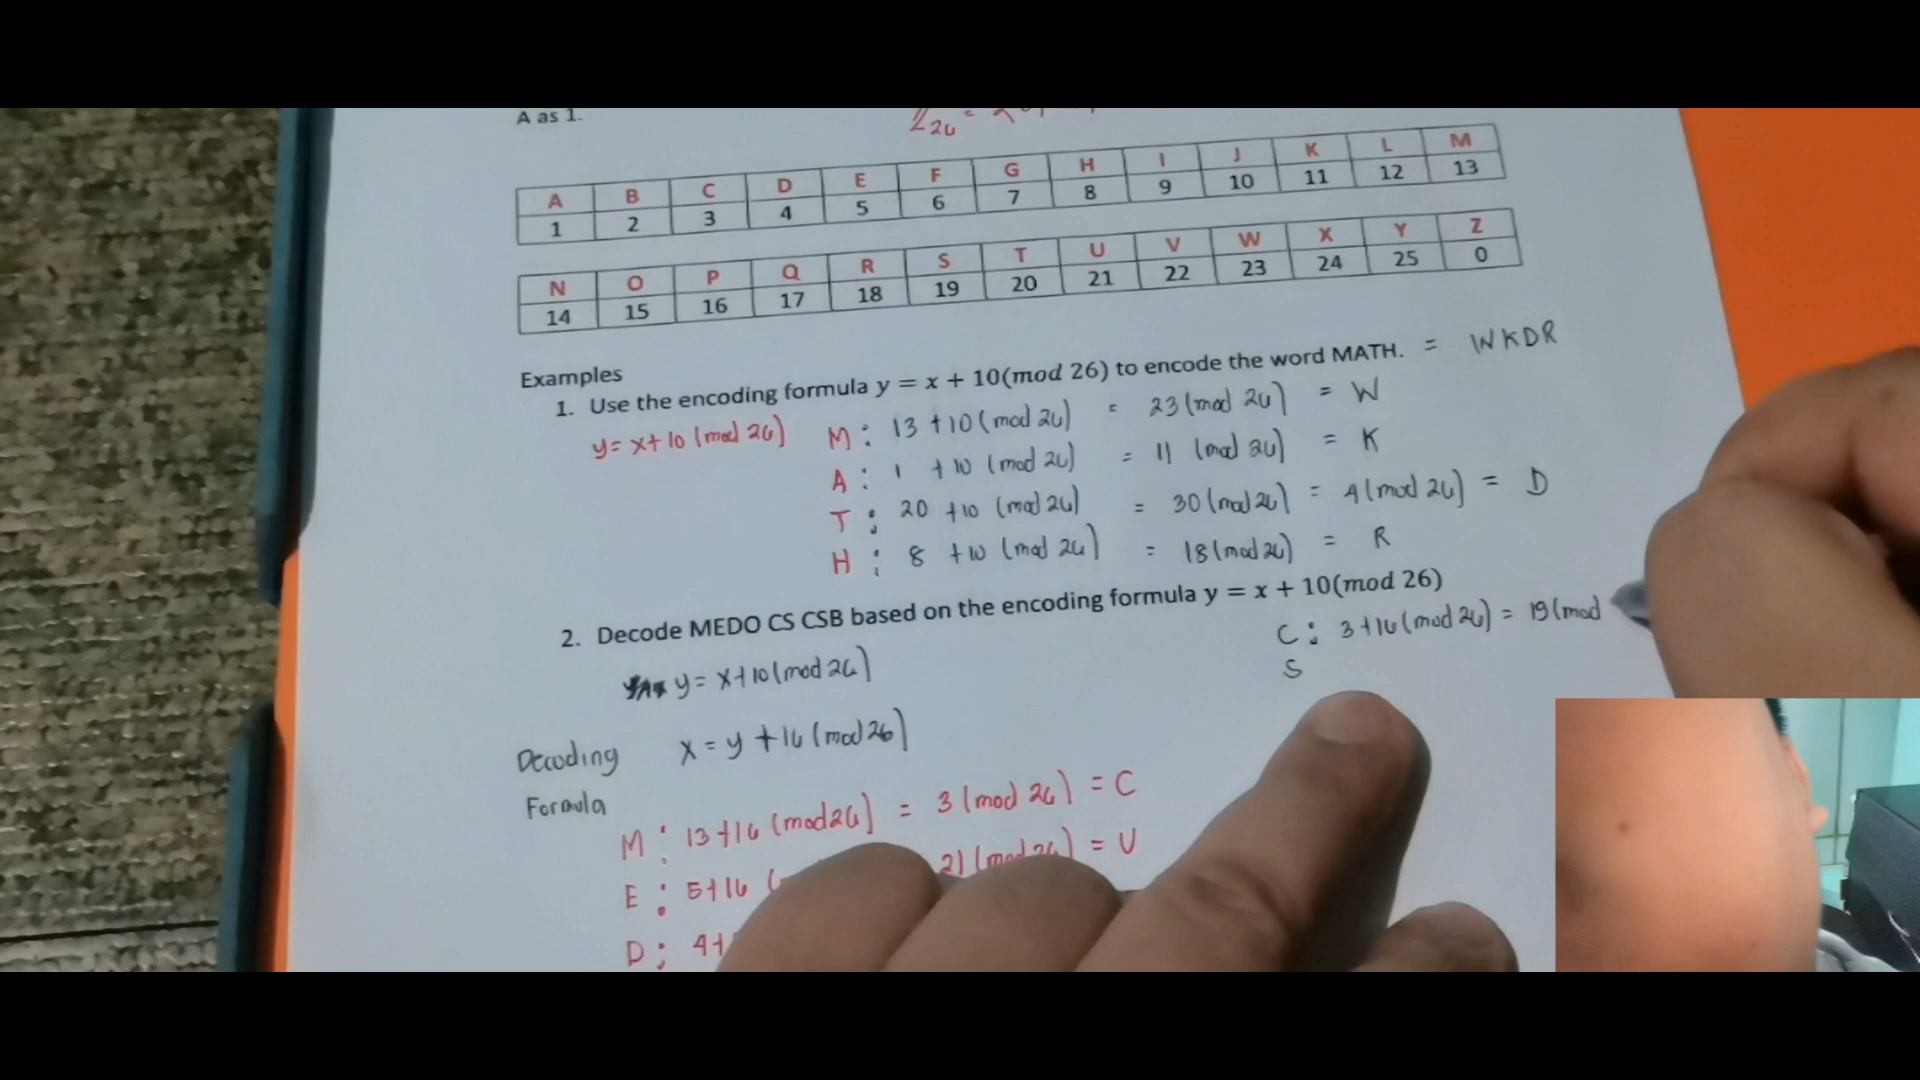 A as 1.
Z26 =
A B C D E F G H I J K L M
1 2 3 4 5 6 7 8 9 10 11 12 13
N O P Q R S T U V W X Y Z
14 15 16 17 18 19 20 21 22 23 24 25 0
Examples
1. Use the encoding formula y = x + 10(mod 26) to encode the word MATH. = WKDR
y = x + 10 (mod 26) M : 13 + 10 (mod 26) = 23 (mod 26) = W
A : 1 + 10 (mod 26) = 11 (mod 26) = K
T : 20 + 10 (mod 26) = 30 (mod 26) = 4 (mod 26) = D
H : 8 + 10 (mod 26) = 18 (mod 26) = R
2. Decode MEDO CS CSB based on the encoding formula y = x + 10(mod 26)
C : 3 + 16 (mod 26) = 19 (mod
y = x + 10 (mod 26)
S
Decoding x = y + 16 (mod 26)
Formula
M : 13 + 16 (mod 26) = 3 (mod 26) = C
E : 5 + 16 ( 21 (mod 26) = U
D : 4 +